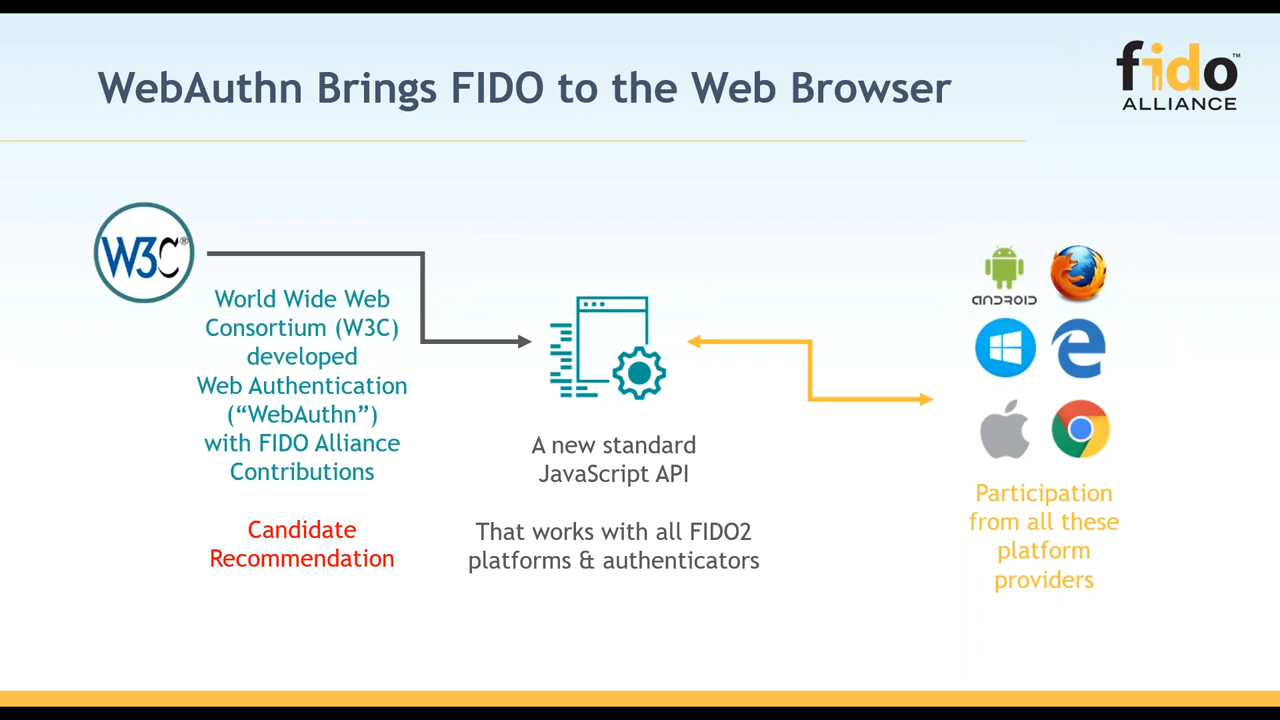 WebAuthn Brings FIDO to the Web Browser
fido™
ALLIANCE
W3C®
World Wide Web
Consortium (W3C)
developed
Web Authentication
(“WebAuthn”)
with FIDO Alliance
Contributions
Candidate
Recommendation
A new standard
JavaScript API
That works with all FIDO2
platforms & authenticators
ANDROID
Participation
from all these
platform
providers